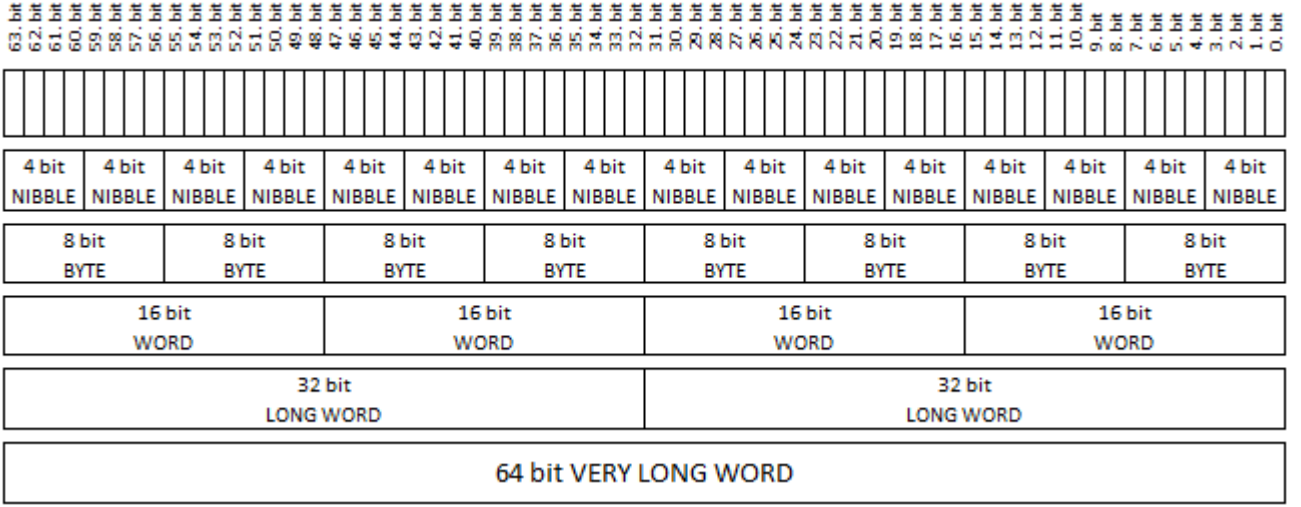 63. bit 62. bit 61. bit 60. bit 59. bit 58. bit 57. bit 56. bit 55. bit 54. bit 53. bit 52. bit 51. bit 50. bit 49. bit 48. bit 47. bit 46. bit 45. bit 44. bit 43. bit 42. bit 41. bit 40. bit 39. bit 38. bit 37. bit 36. bit 35. bit 34. bit 33. bit 32. bit 31. bit 30. bit 29. bit 28. bit 27. bit 26. bit 25. bit 24. bit 23. bit 22. bit 21. bit 20. bit 19. bit 18. bit 17. bit 16. bit 15. bit 14. bit 13. bit 12. bit 11. bit 10. bit 9. bit 8. bit 7. bit 6. bit 5. bit 4. bit 3. bit 2. bit 1. bit 0. bit
4 bit 4 bit 4 bit 4 bit 4 bit 4 bit 4 bit 4 bit 4 bit 4 bit 4 bit 4 bit 4 bit 4 bit 4 bit 4 bit
NIBBLE NIBBLE NIBBLE NIBBLE NIBBLE NIBBLE NIBBLE NIBBLE NIBBLE NIBBLE NIBBLE NIBBLE NIBBLE NIBBLE NIBBLE NIBBLE
8 bit 8 bit 8 bit 8 bit 8 bit 8 bit 8 bit 8 bit
BYTE BYTE BYTE BYTE BYTE BYTE BYTE BYTE
16 bit 16 bit 16 bit 16 bit
WORD WORD WORD WORD
32 bit 32 bit
LONG WORD LONG WORD
64 bit VERY LONG WORD